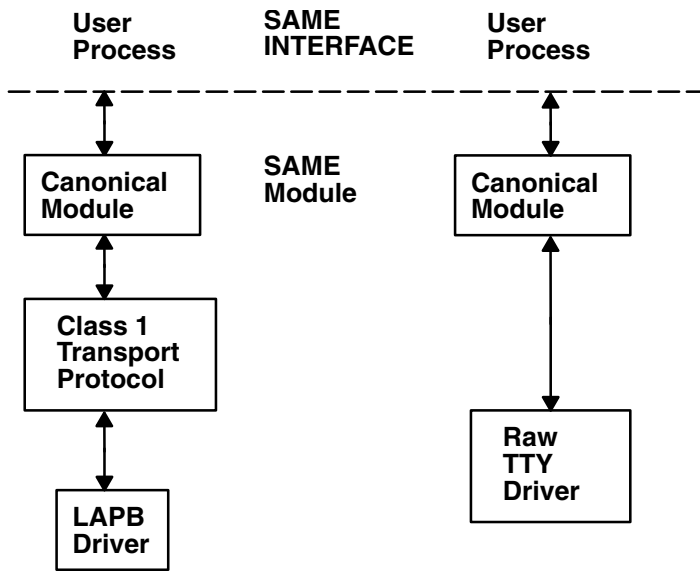 User
Process
SAME
INTERFACE
User
Process
Canonical
Module
SAME
Module
Canonical
Module
Class 1
Transport
Protocol
Raw
TTY
Driver
LAPB
Driver